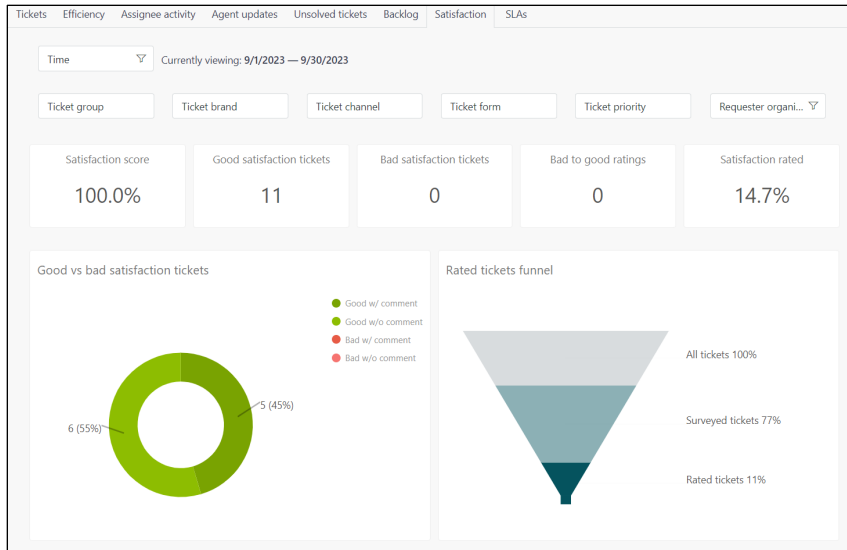 Tickets Efficiency Assignee activity Agent updates Unsolved tickets Backlog Satisfaction SLAs
Time Currently viewing: 9/1/2023 — 9/30/2023
Ticket group Ticket brand Ticket channel Ticket form Ticket priority Requester organi...
Satisfaction score Good satisfaction tickets Bad satisfaction tickets Bad to good ratings Satisfaction rated
100.0% 11 0 0 14.7%
Good vs bad satisfaction tickets
Good w/ comment
Good w/o comment
Bad w/ comment
Bad w/o comment
5 (45%)
6 (55%)
Rated tickets funnel
All tickets 100%
Surveyed tickets 77%
Rated tickets 11%